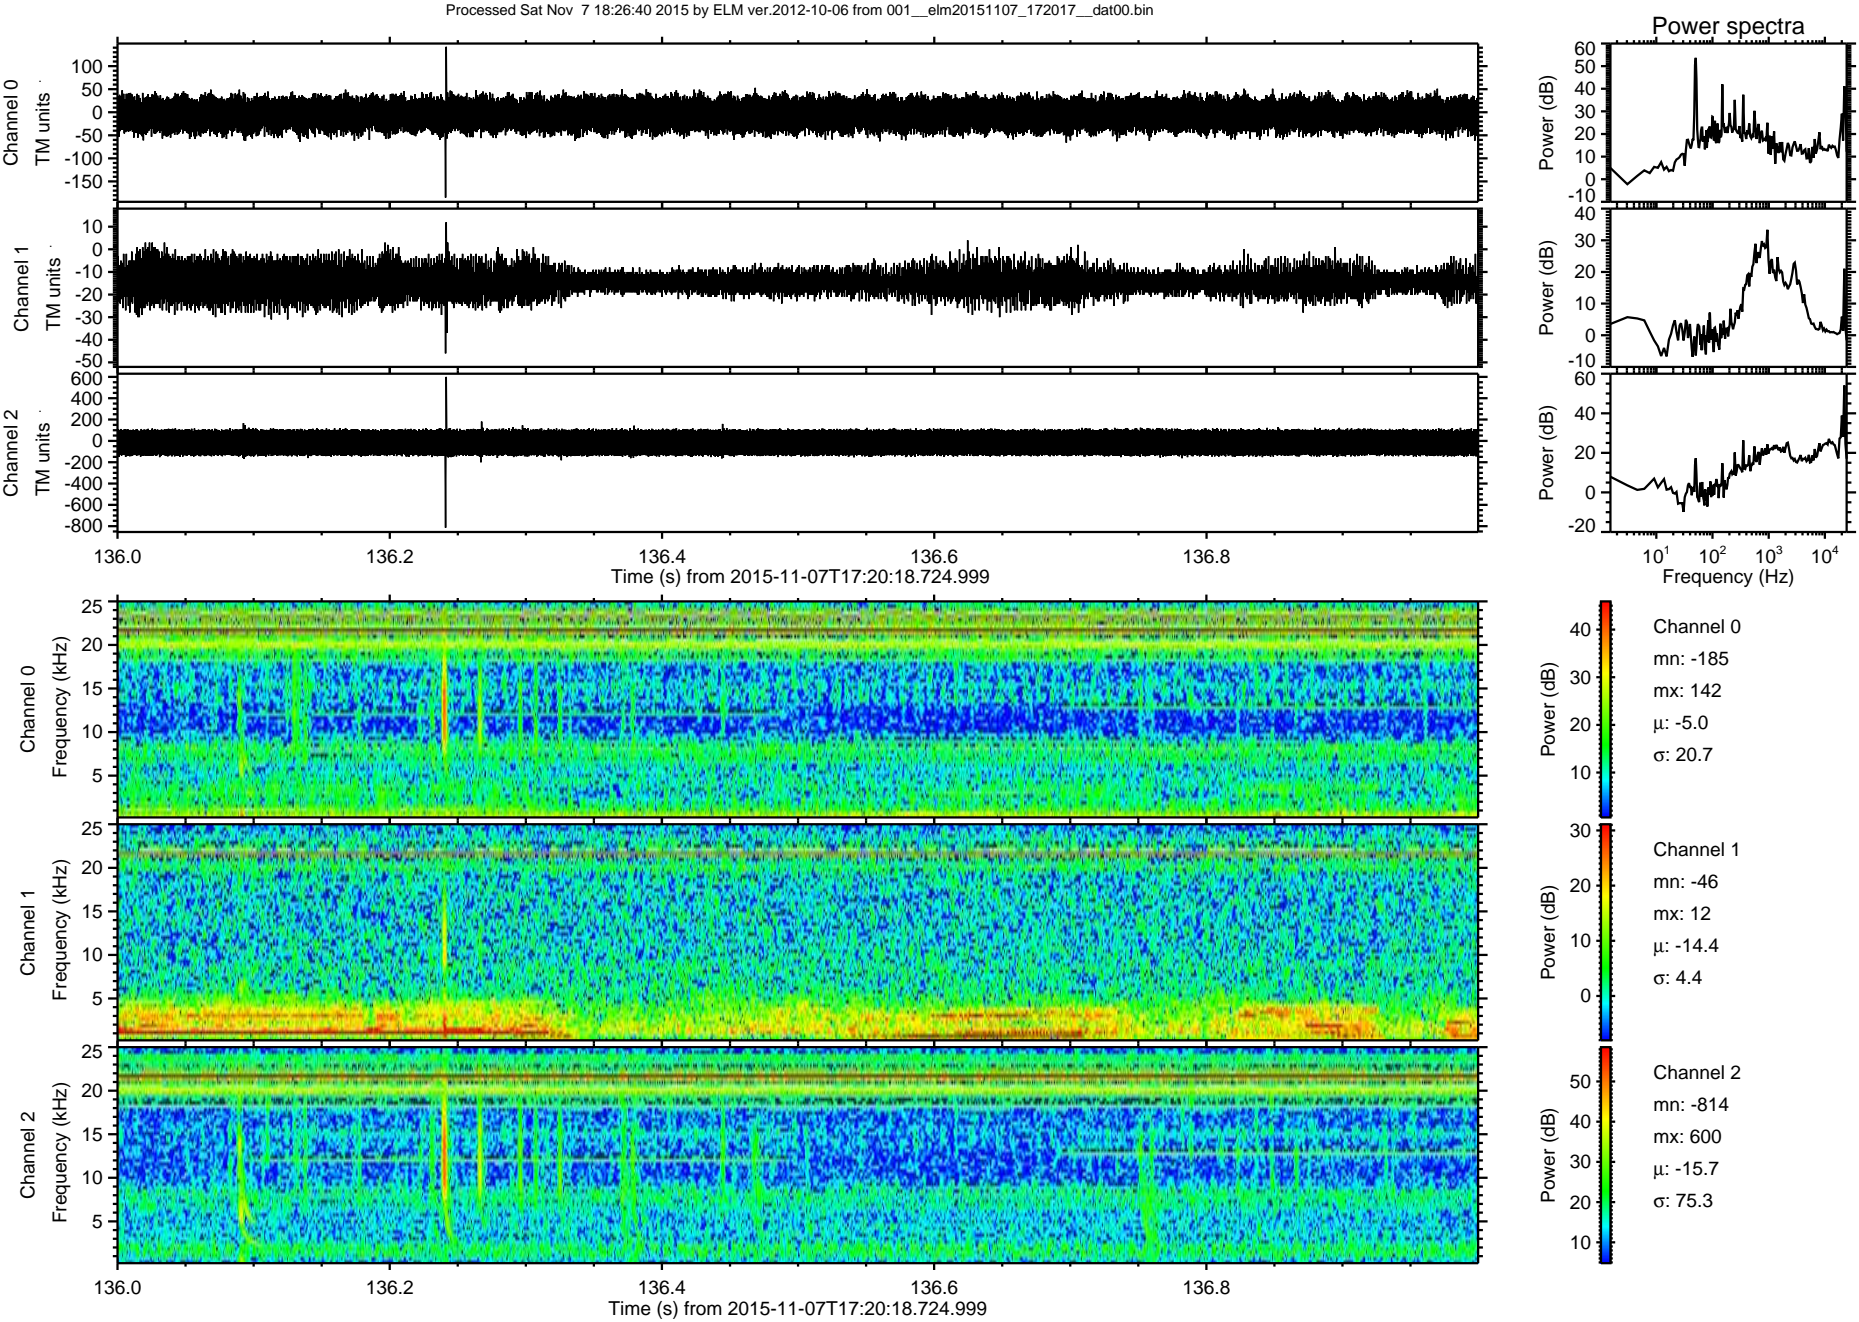 Processed Sat Nov 7 18:26:40 2015 by ELM ver.2012-10-06 from 001__elm20151107_172017__dat00.bin
Power spectra
Channel 0
TM units
100
50
0
-50
-100
-150
Power (dB)
60
50
40
30
20
10
0
-10
Channel 1
TM units
10
0
-10
-20
-30
-40
-50
Power (dB)
40
30
20
10
0
-10
Channel 2
TM units
600
400
200
0
-200
-400
-600
-800
Power (dB)
60
40
20
0
-20
136.0 136.2 136.4 136.6 136.8
Time (s) from 2015-11-07T17:20:18.724.999
10^1 10^2 10^3 10^4
Frequency (Hz)
Channel 0
Frequency (kHz)
25
20
15
10
5
Power (dB)
40
30
20
10
Channel 0
mn: -185
mx: 142
μ: -5.0
σ: 20.7
Channel 1
Frequency (kHz)
25
20
15
10
5
Power (dB)
30
20
10
0
Channel 1
mn: -46
mx: 12
μ: -14.4
σ: 4.4
Channel 2
Frequency (kHz)
25
20
15
10
5
Power (dB)
50
40
30
20
10
Channel 2
mn: -814
mx: 600
μ: -15.7
σ: 75.3
136.0 136.2 136.4 136.6 136.8
Time (s) from 2015-11-07T17:20:18.724.999